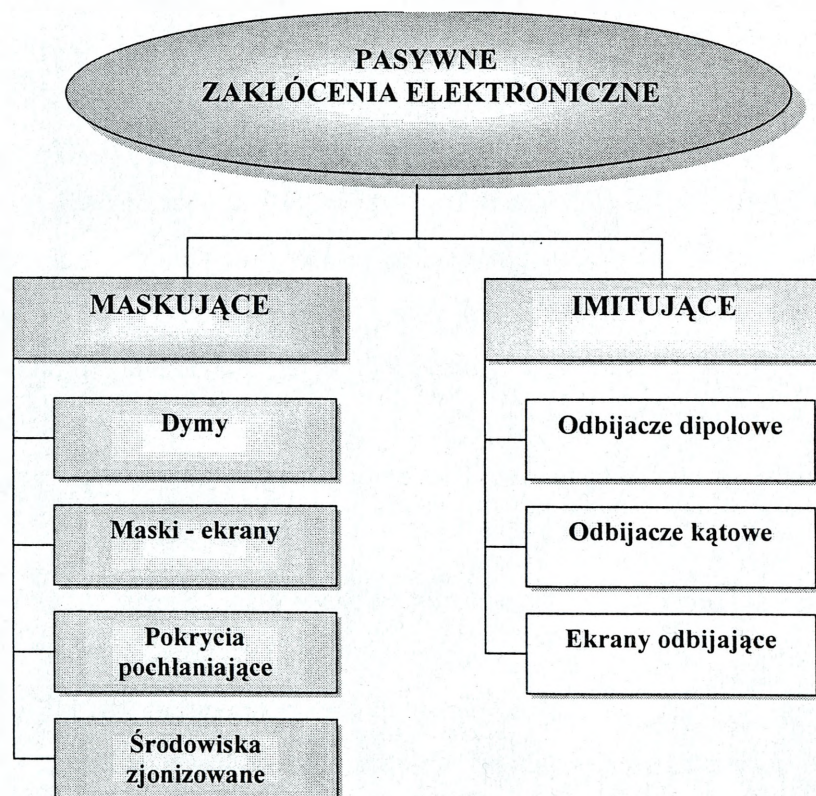 PASYWNE
ZAKŁÓCENIA ELEKTRONICZNE
MASKUJĄCE
Dymy
Maski - ekrany
Pokrycia
pochłaniające
Środowiska
zjonizowane
IMITUJĄCE
Odbijacze dipolowe
Odbijacze kątowe
Ekrany odbijające